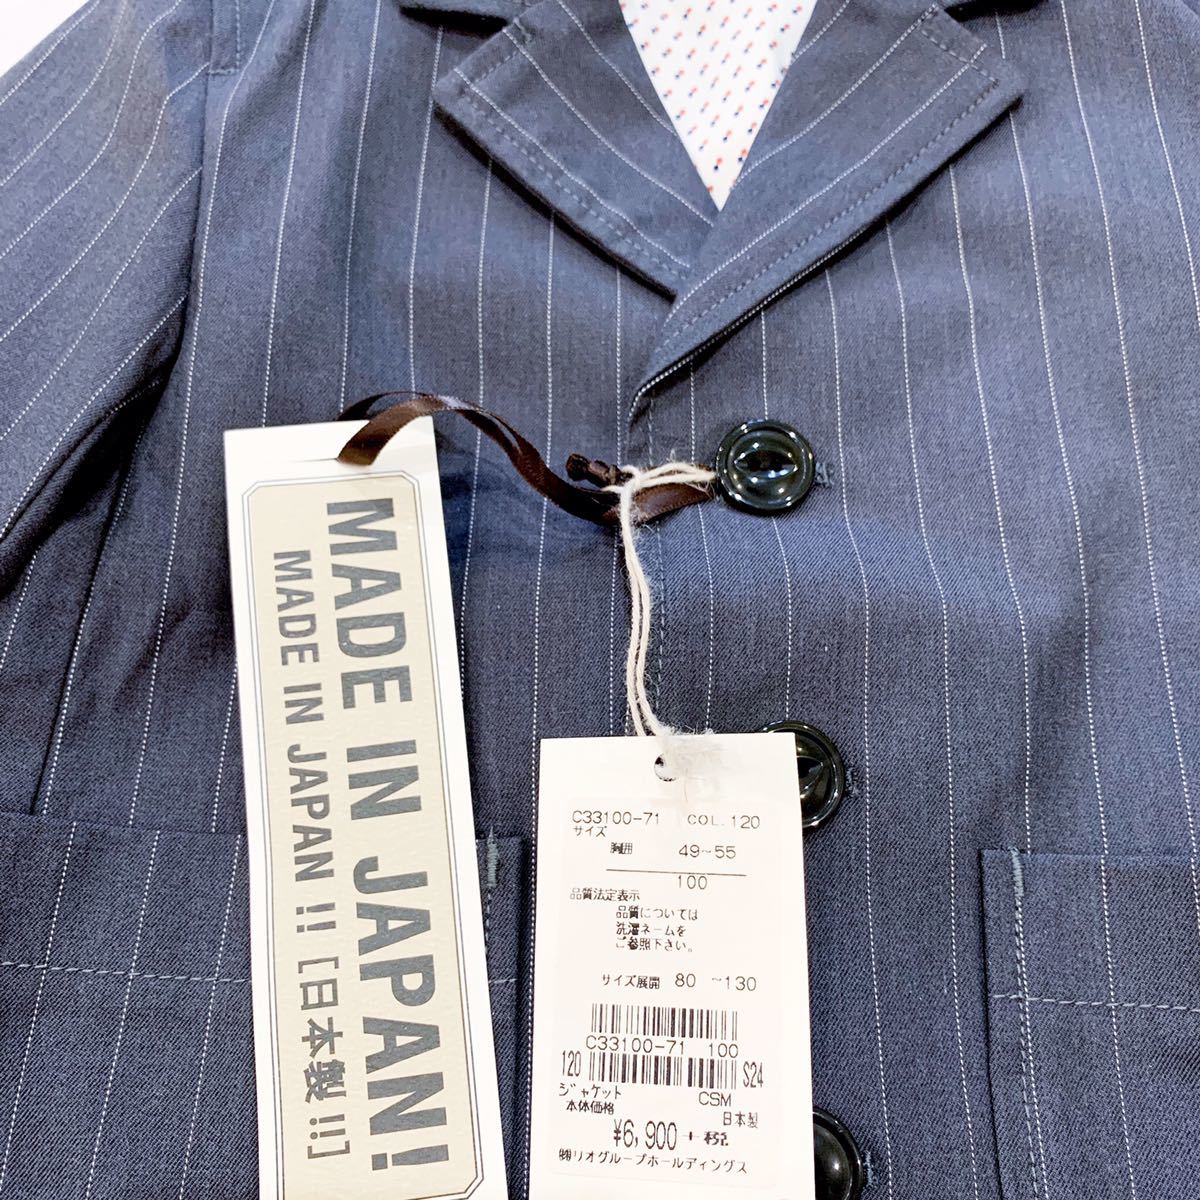 MADE IN JAPAN!
MADE IN JAPAN !! [日本製!!]
C33100-71 COL.120
サイズ
胸囲 49~55
100
品質法定表示
品質については
洗濯ネームを
ご参照下さい。
サイズ展開 80 ~130
C33100-71 100
120 S24
ジャケット CSM
本体価格 日本製
¥6,900 +税
㈱リオグループホールディングス